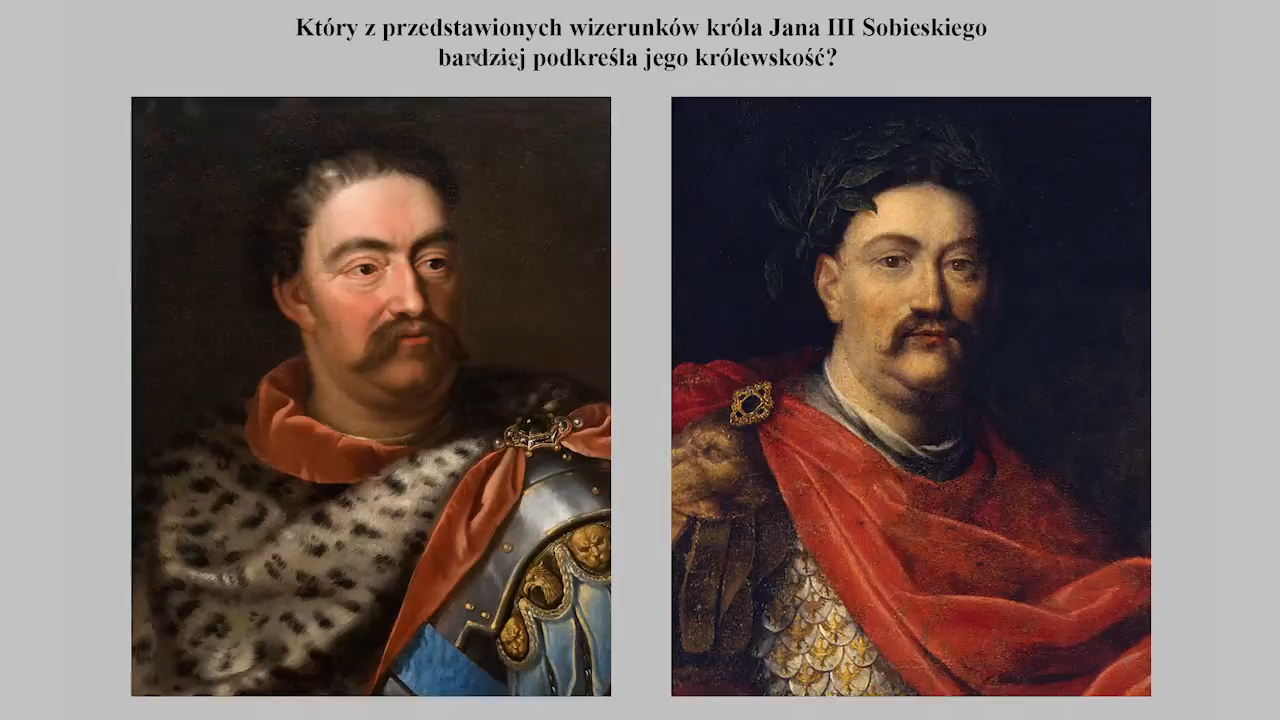 Który z przedstawionych wizerunków króla Jana III Sobieskiego
bardziej podkreśla jego królewskość?